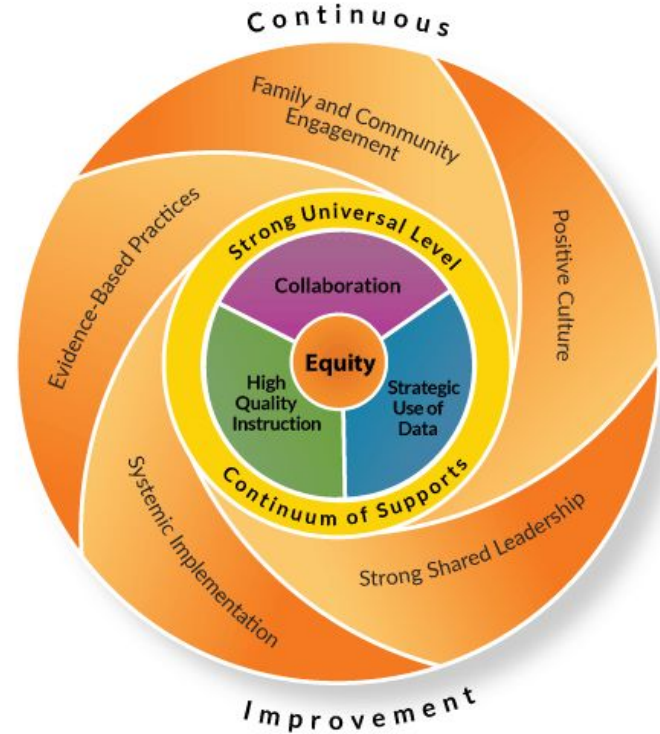 Continuous
Family and Community
Engagement
Positive Culture
Evidence-Based Practices
Strong Universal Level
Collaboration
Equity
High
Quality
Instruction
Strategic
Use of
Data
Continuum of Supports
Systemic Implementation
Strong Shared Leadership
Improvement